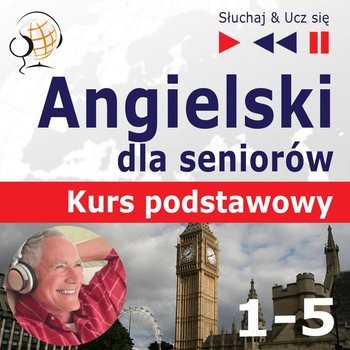 Słuchaj & Ucz się
Angielski
dla seniorów
Kurs podstawowy
1-5